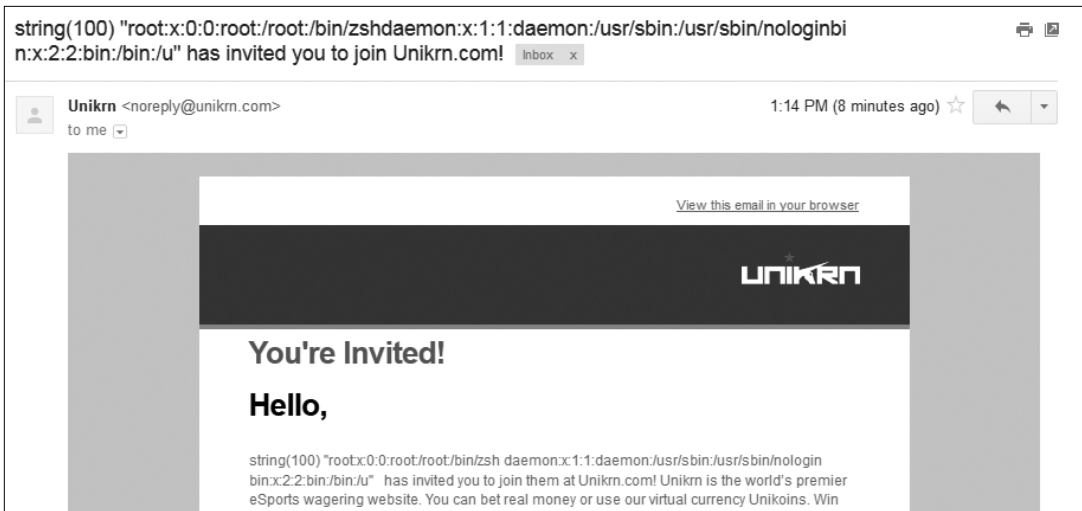 string(100) "root:x:0:0:root:/root:/bin/zshdaemon:x:1:1:daemon:/usr/sbin:/usr/sbin/nologinbi
n:x:2:2:bin:/bin:/u" has invited you to join Unikrn.com! Inbox x
Unikrn <noreply@unikrn.com> 1:14 PM (8 minutes ago)
to me
View this email in your browser
UNIKRN
You're Invited!
Hello,
string(100) "root:x:0:0:root:/root:/bin/zsh daemon:x:1:1:daemon:/usr/sbin:/usr/sbin/nologin
bin:x:2:2:bin:/bin:/u" has invited you to join them at Unikrn.com! Unikrn is the world's premier
eSports wagering website. You can bet real money or use our virtual currency Unikoins. Win